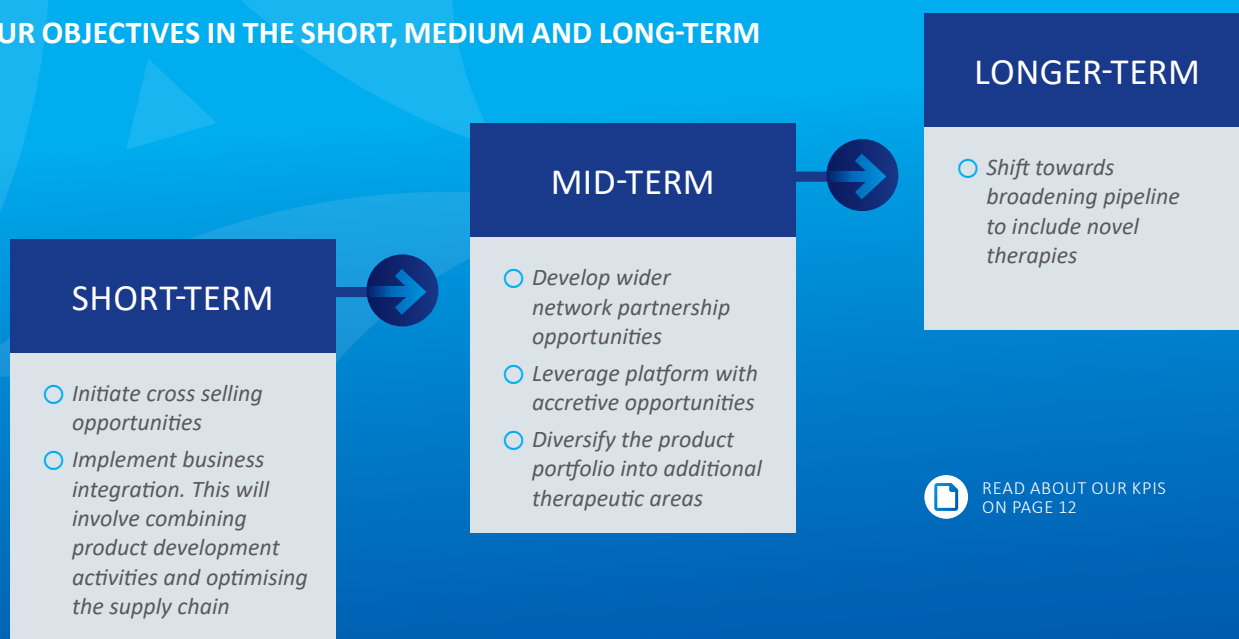 UR OBJECTIVES IN THE SHORT, MEDIUM AND LONG-TERM
SHORT-TERM
Initiate cross selling
opportunities
Implement business
integration. This will
involve combining
product development
activities and optimising
the supply chain
MID-TERM
Develop wider
network partnership
opportunities
Leverage platform with
accretive opportunities
Diversify the product
portfolio into additional
therapeutic areas
LONGER-TERM
Shift towards
broadening pipeline
to include novel
therapies
READ ABOUT OUR KPIS
ON PAGE 12